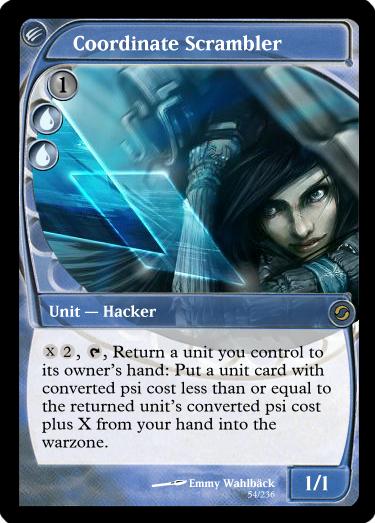 Coordinate Scrambler
1
Unit — Hacker
X 2 , , Return a unit you control to
its owner's hand: Put a unit card with
converted psi cost less than or equal to
the returned unit's converted psi cost
plus X from your hand into the
warzone.
Emmy Wahlbäck
54/236
1/1